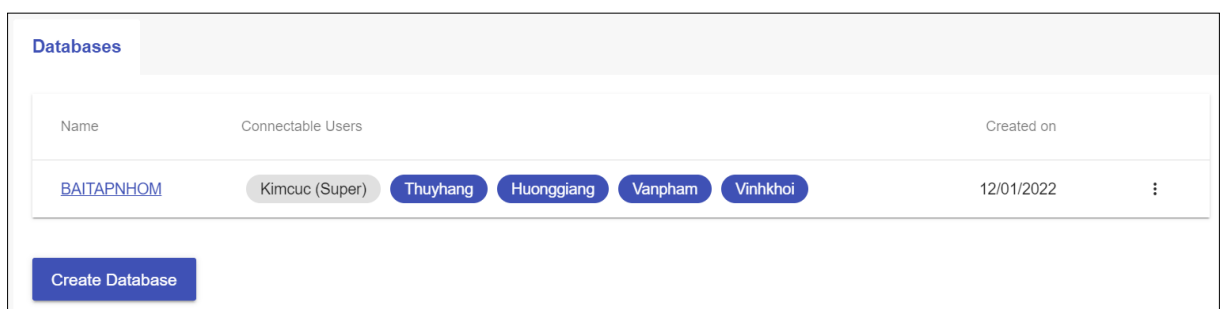 Databases
Name Connectable Users Created on
BAITAPNHOM Kimcuc (Super) Thuyhang Huonggiang Vanpham Vinhkhoi 12/01/2022
Create Database